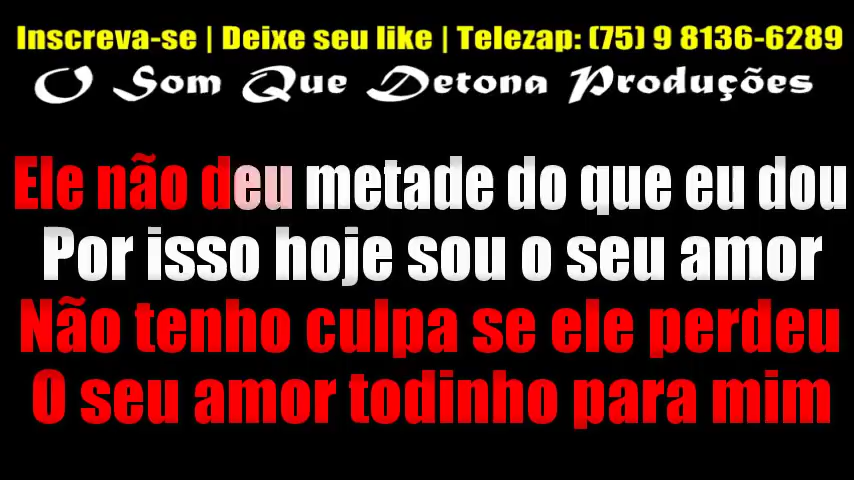 Inscreva-se | Deixe seu like | Telezap: (75) 9 8136-6289
O Som Que Detona Produções
Ele não deu metade do que eu dou
Por isso hoje sou o seu amor
Não tenho culpa se ele perdeu
O seu amor todinho para mim